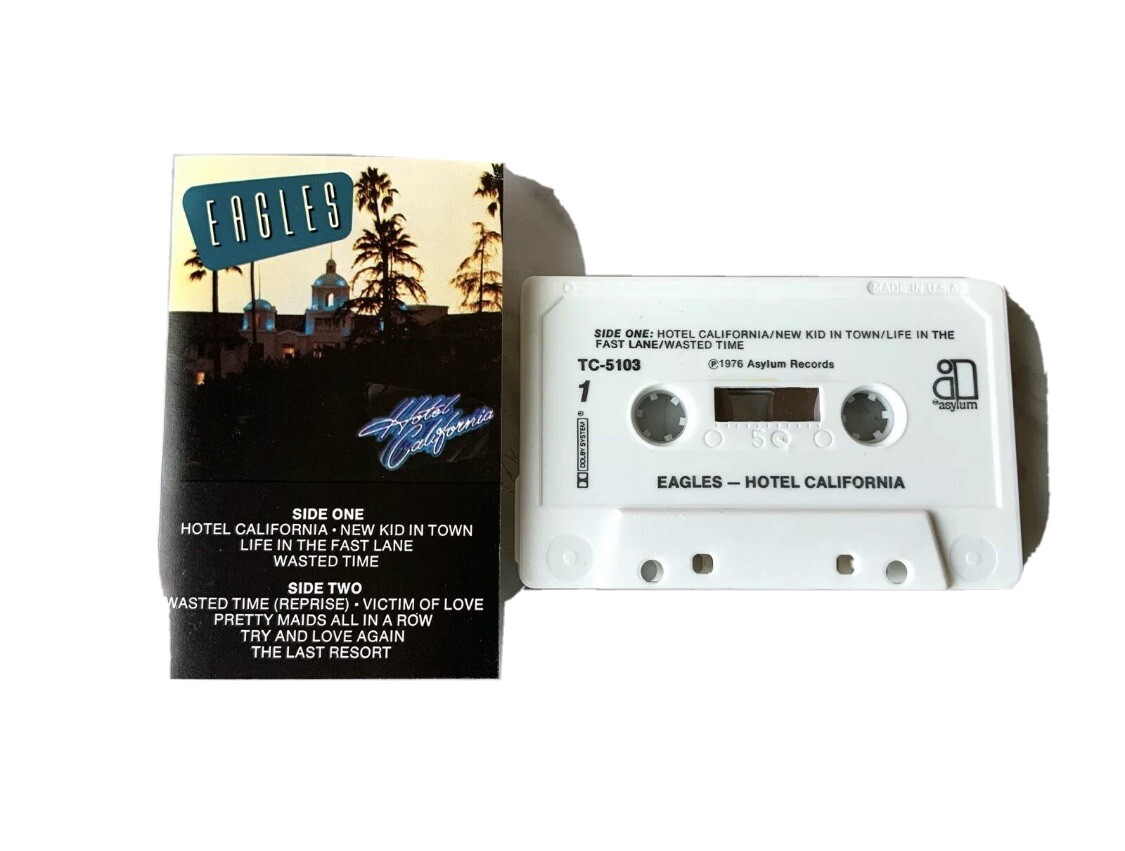 EAGLES
Hotel
California
SIDE ONE
HOTEL CALIFORNIA • NEW KID IN TOWN
LIFE IN THE FAST LANE
WASTED TIME
SIDE TWO
WASTED TIME (REPRISE) • VICTIM OF LOVE
PRETTY MAIDS ALL IN A ROW
TRY AND LOVE AGAIN
THE LAST RESORT
MADE IN U.S.A.
SIDE ONE: HOTEL CALIFORNIA/NEW KID IN TOWN/LIFE IN THE
FAST LANE/WASTED TIME
TC-5103
℗1976 Asylum Records
1
asylum
DOLBY SYSTEM ®
50
EAGLES — HOTEL CALIFORNIA